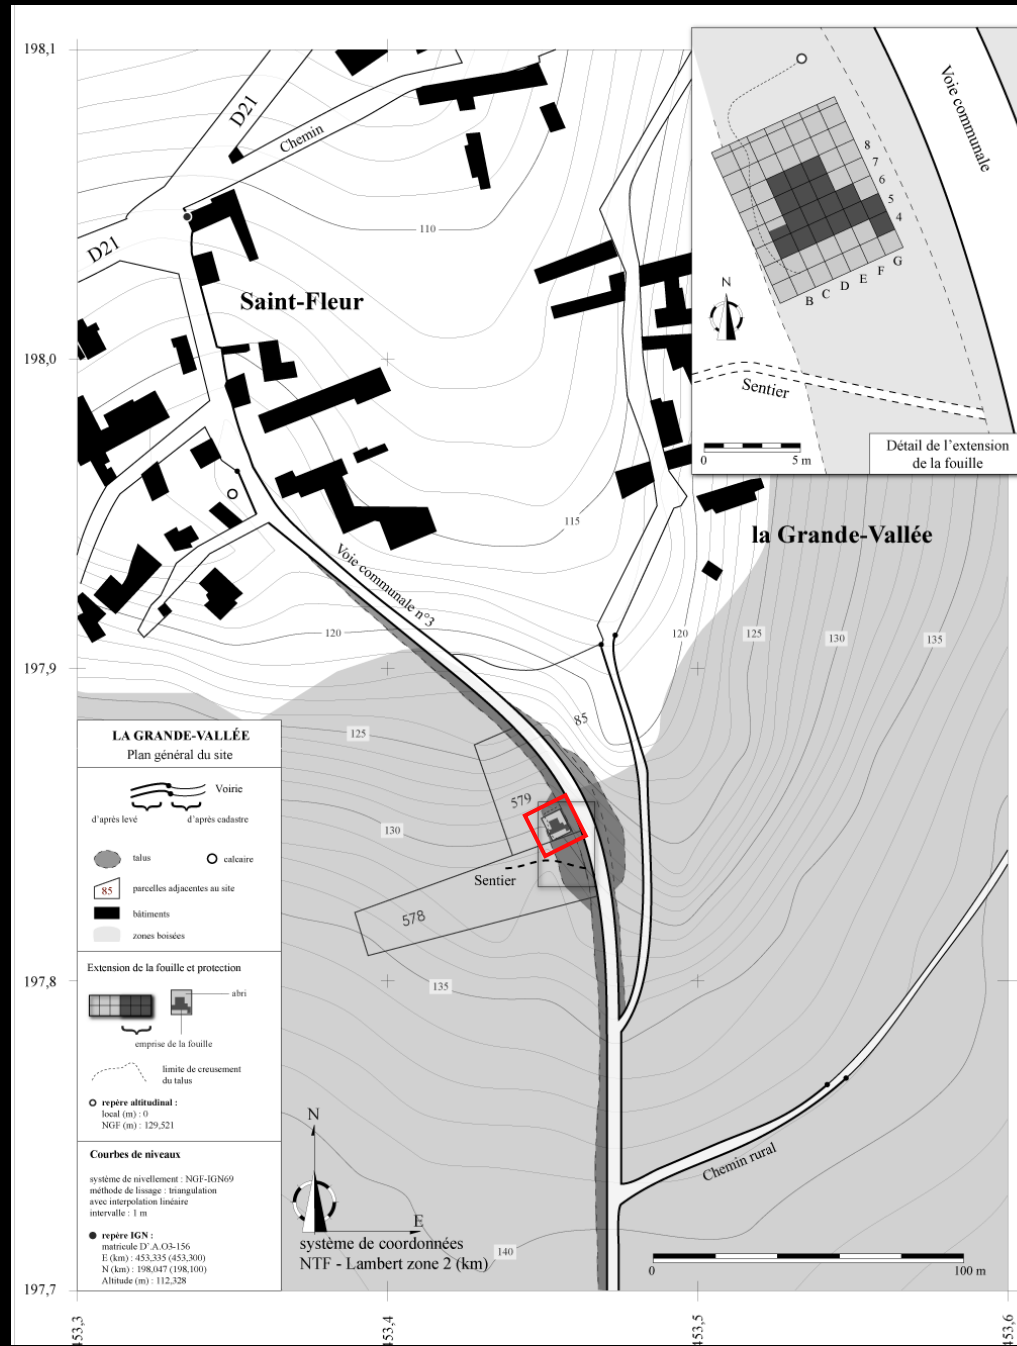 198,1
198,0
197,9
197,8
197,7
453,3
453,4
453,5
453,6
D21
Chemin
D21
Saint-Fleur
110
115
Voie communale n°3
120
la Grande-Vallée
120
125
130
135
85
125
130
579
Sentier
578
135
140
Chemin rural
Voie communale
8
7
6
5
4
G
F
E
D
C
B
N
Sentier
0
5 m
Détail de l'extension
de la fouille
LA GRANDE-VALLÉE
Plan général du site
Voirie
d'après levé
d'après cadastre
talus
calcaire
85
parcelles adjacentes au site
bâtiments
zones boisées
Extension de la fouille et protection
abri
emprise de la fouille
limite de creusement
du talus
repère altitudinal :
local (m) : 0
NGF (m) : 129,521
Courbes de niveaux
système de nivellement : NGF-IGN69
méthode de lissage : triangulation
avec interpolation linéaire
intervalle : 1 m
repère IGN :
matricule D'.A.O3-156
E (km) : 453,335 (453,300)
N (km) : 198,047 (198,100)
Altitude (m) : 112,328
N
E
système de coordonnées
NTF - Lambert zone 2 (km)
0
100 m